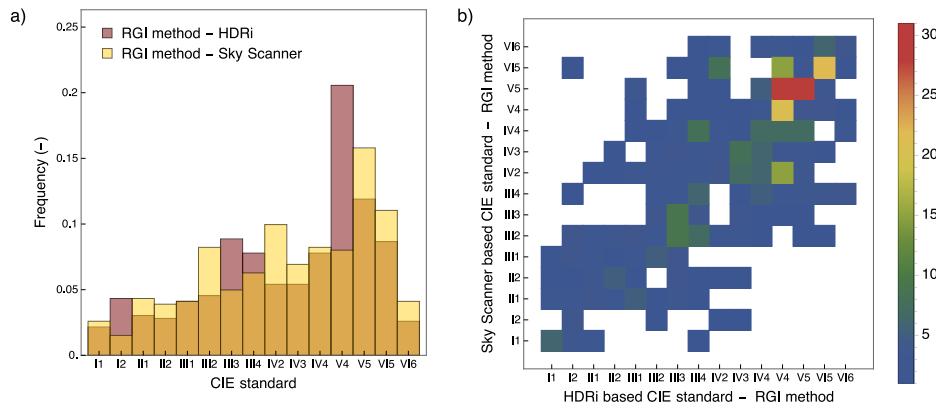 a)
RGI method – HDRi
RGI method – Sky Scanner
Frequency (–)
0.25
0.2
0.15
0.1
0.05
0.
I1 I2 II1 II2 III1 III2 III3 III4 IV2 IV3 IV4 V4 V5 VI5 VI6
CIE standard
b)
Sky Scanner based CIE standard – RGI method
VI6
VI5
V5
V4
IV4
IV3
IV2
III4
III3
III2
III1
II2
II1
I2
I1
I1 I2 II1 II2 III1 III2 III3 III4 IV2 IV3 IV4 V4 V5 VI5 VI6
HDRi based CIE standard – RGI method
30
25
20
15
10
5